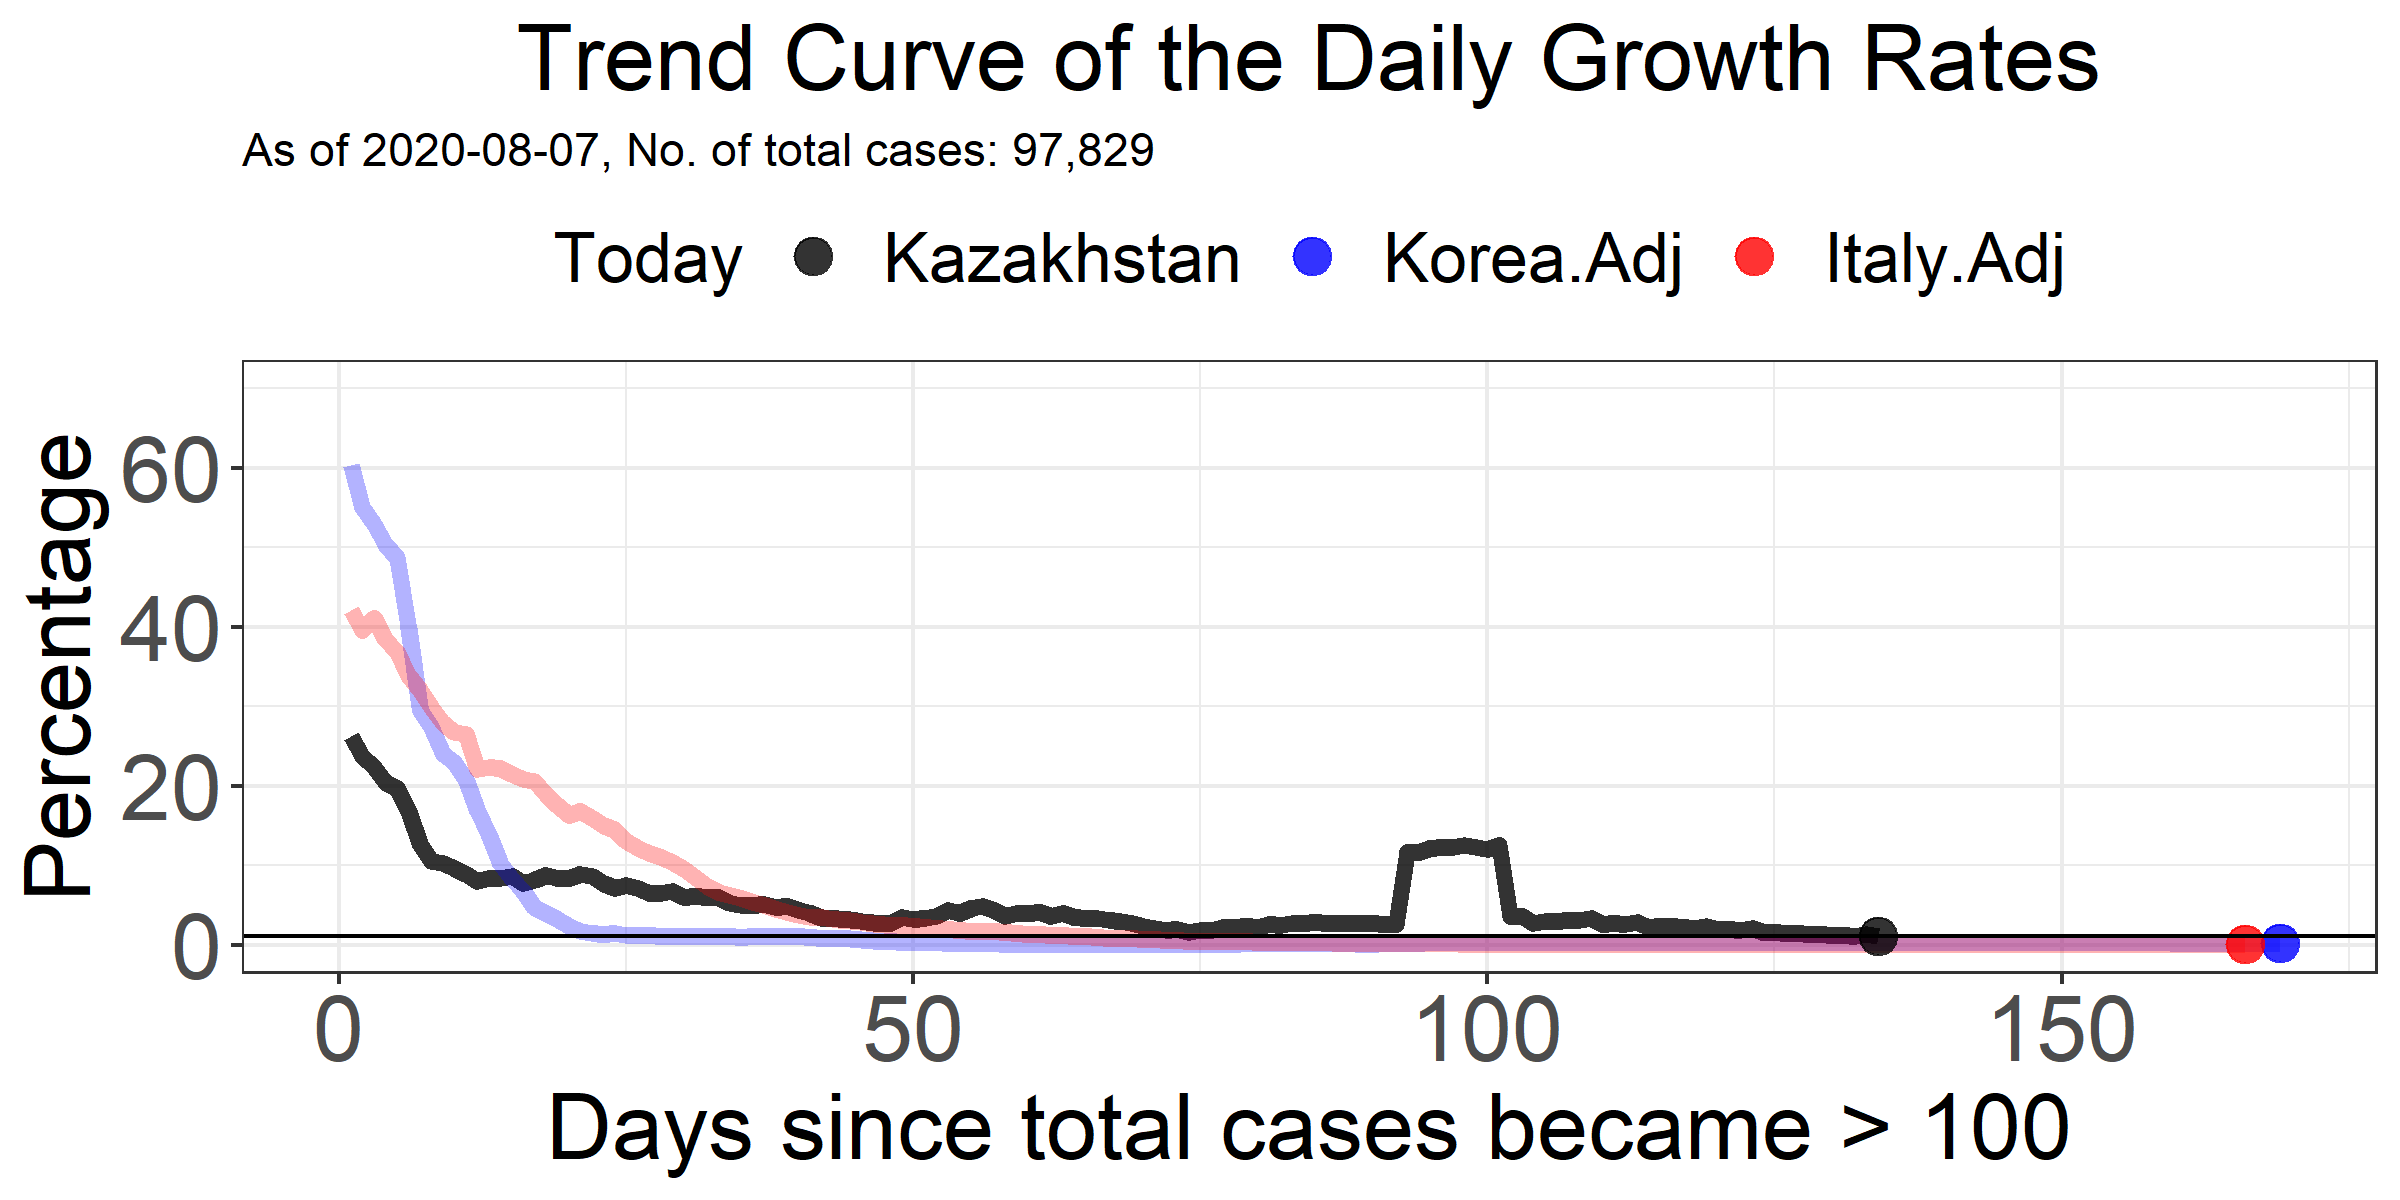 Trend Curve of the Daily Growth Rates
As of 2020-08-07, No. of total cases: 97,829
Today Kazakhstan Korea.Adj Italy.Adj
Percentage
60
40
20
0
0 50 100 150
Days since total cases became > 100